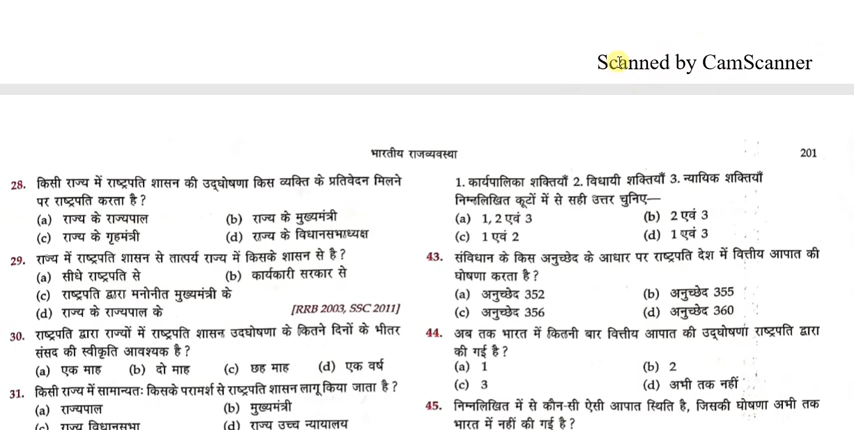 Scanned by CamScanner
भारतीय राजव्यवस्था
201
28. किसी राज्य में राष्ट्रपति शासन की उद्घोषणा किस व्यक्ति के प्रतिवेदन मिलने
पर राष्ट्रपति करता है ?
(a) राज्य के राज्यपाल (b) राज्य के मुख्यमंत्री
(c) राज्य के गृहमंत्री (d) राज्य के विधानसभाध्यक्ष
29. राज्य में राष्ट्रपति शासन से तात्पर्य राज्य में किसके शासन से है ?
(a) सीधे राष्ट्रपति से (b) कार्यकारी सरकार से
(c) राष्ट्रपति द्वारा मनोनीत मुख्यमंत्री के
(d) राज्य के राज्यपाल के [RRB 2003, SSC 2011]
30. राष्ट्रपति द्वारा राज्यों में राष्ट्रपति शासन उदघोषणा के कितने दिनों के भीतर
संसद की स्वीकृति आवश्यक है ?
(a) एक माह (b) दो माह (c) छह माह (d) एक वर्ष
31. किसी राज्य में सामान्यतः किसके परामर्श से राष्ट्रपति शासन लागू किया जाता है ?
(a) राज्यपाल (b) मुख्यमंत्री
(c) राज्य विधानसभा (d) राज्य उच्च न्यायालय
1. कार्यपालिका शक्तियाँ 2. विधायी शक्तियाँ 3. न्यायिक शक्तियाँ
निम्नलिखित कूटों में से सही उत्तर चुनिए—
(a) 1, 2 एवं 3 (b) 2 एवं 3
(c) 1 एवं 2 (d) 1 एवं 3
43. संविधान के किस अनुच्छेद के आधार पर राष्ट्रपति देश में वित्तीय आपात की
घोषणा करता है ?
(a) अनुच्छेद 352 (b) अनुच्छेद 355
(c) अनुच्छेद 356 (d) अनुच्छेद 360
44. अब तक भारत में कितनी बार वित्तीय आपात की उद्घोषणा राष्ट्रपति द्वारा
की गई है ?
(a) 1 (b) 2
(c) 3 (d) अभी तक नहीं
45. निम्नलिखित में से कौन-सी ऐसी आपात स्थिति है, जिसकी घोषणा अभी तक
भारत में नहीं की गई है ?